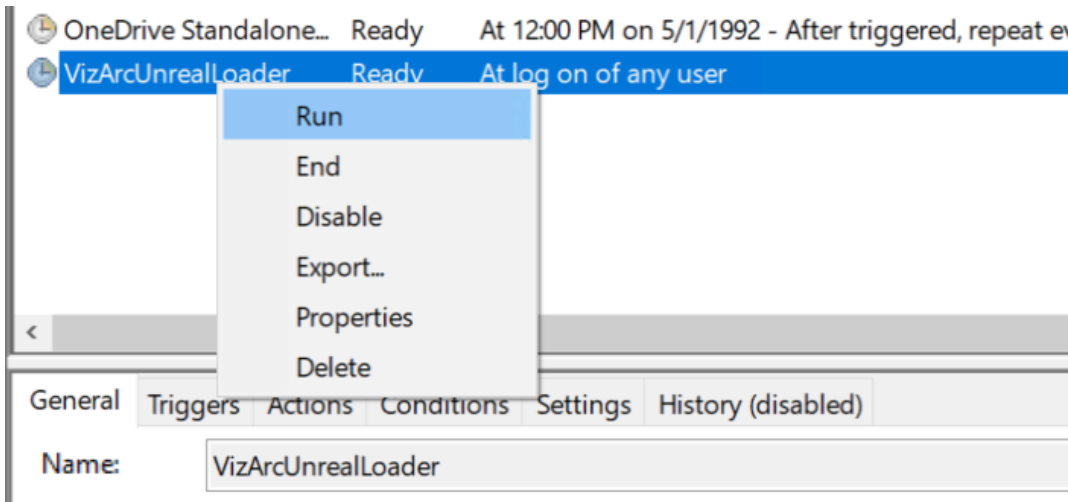 OneDrive Standalone... Ready At 12:00 PM on 5/1/1992 - After triggered, repeat ev
VizArcUnrealLoader Ready At log on of any user
Run
End
Disable
Export...
Properties
Delete
General Triggers Actions Conditions Settings History (disabled)
Name: VizArcUnrealLoader